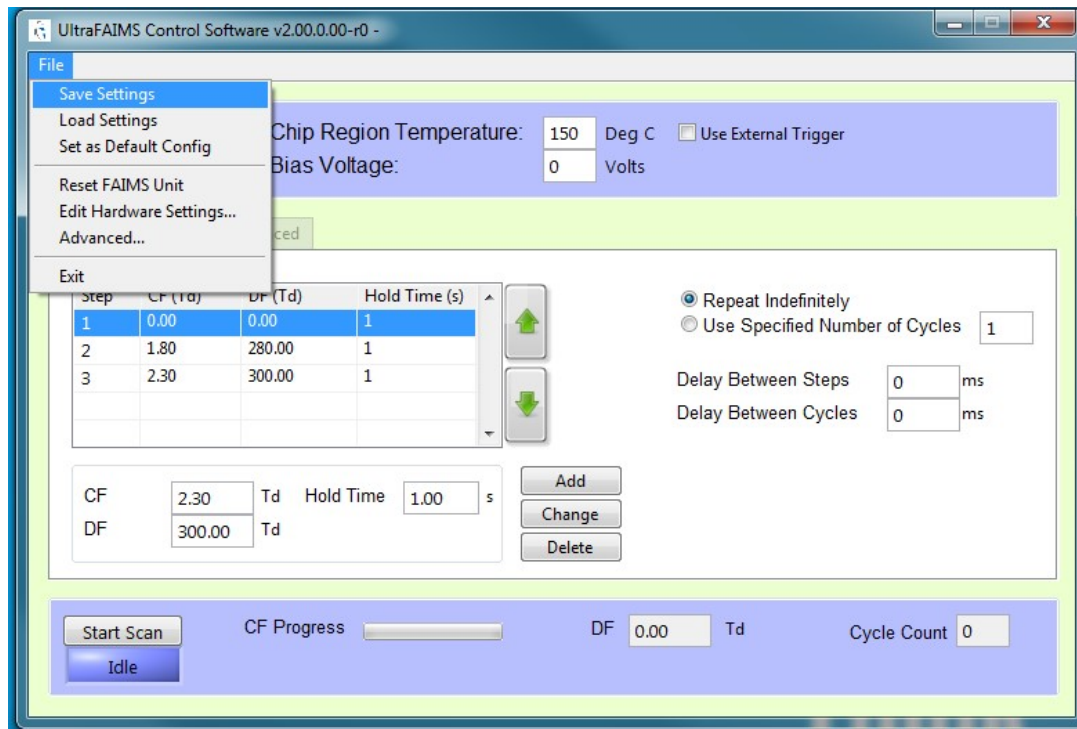 UltraFAIMS Control Software v2.00.0.00-r0 -
File
Save Settings
Load Settings
Set as Default Config
Reset FAIMS Unit
Edit Hardware Settings...
Advanced...
Exit
Chip Region Temperature: 150 Deg C Use External Trigger
Bias Voltage: 0 Volts
Step CF (Td) DF (Td) Hold Time (s)
1 0.00 0.00 1
2 1.80 280.00 1
3 2.30 300.00 1
Repeat Indefinitely
Use Specified Number of Cycles 1
Delay Between Steps 0 ms
Delay Between Cycles 0 ms
CF 2.30 Td Hold Time 1.00 s
DF 300.00 Td
Add
Change
Delete
Start Scan CF Progress DF 0.00 Td Cycle Count 0
Idle